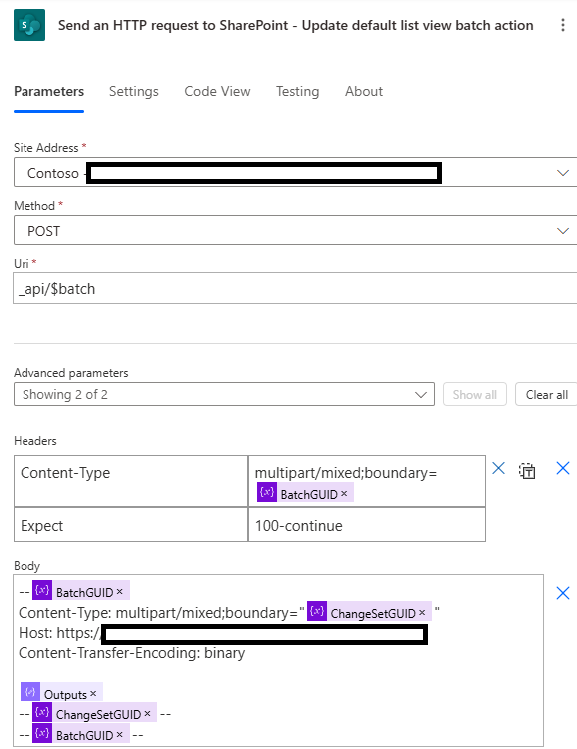 Send an HTTP request to SharePoint - Update default list view batch action
Parameters Settings Code View Testing About
Site Address *
Contoso -
Method *
POST
Uri *
_api/$batch
Advanced parameters
Showing 2 of 2 Show all Clear all
Headers
Content-Type multipart/mixed;boundary=
{x} BatchGUID ×
Expect 100-continue
Body
-- {x} BatchGUID ×
Content-Type: multipart/mixed;boundary=" {x} ChangeSetGUID × "
Host: https:/
Content-Transfer-Encoding: binary
Outputs ×
-- {x} ChangeSetGUID × --
-- {x} BatchGUID × --